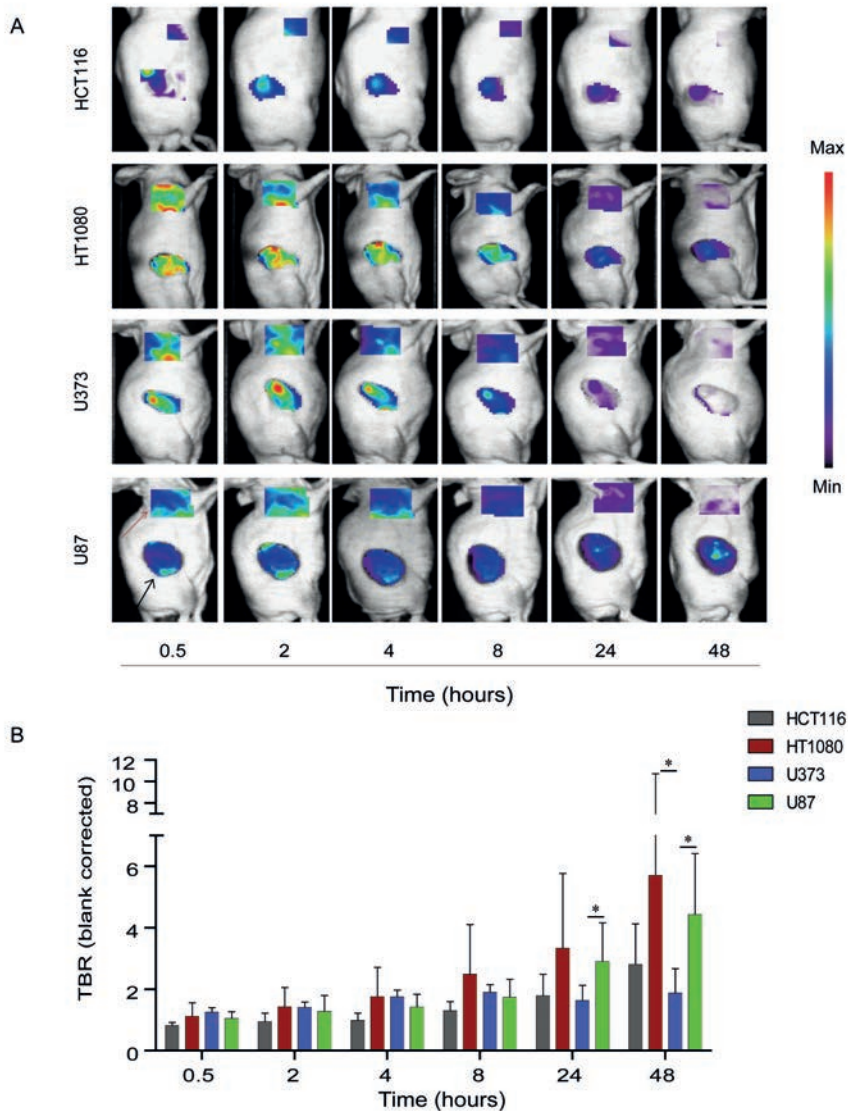 A
HCT116
HT1080
U373
U87
Max
Min
0.5 2 4 8 24 48
Time (hours)
B
HCT116
HT1080
U373
U87
TBR (blank corrected)
12
10
8
6
4
2
0
* * *
0.5 2 4 8 24 48
Time (hours)